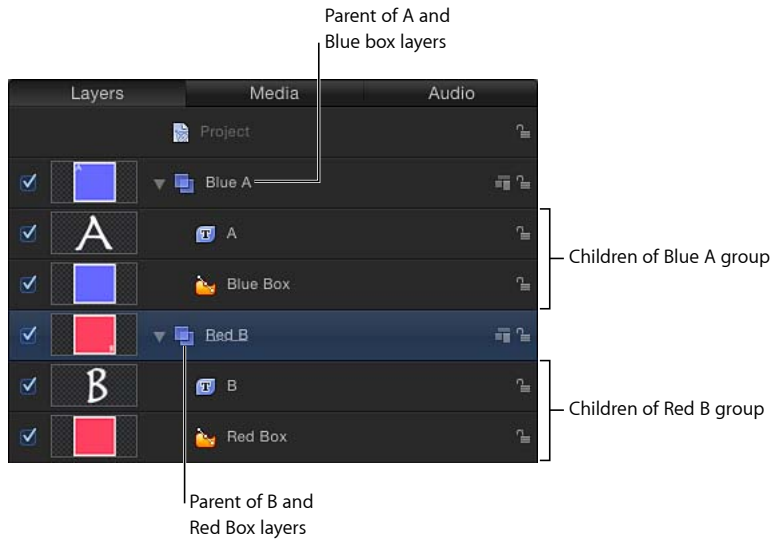 Parent of A and
Blue box layers
Layers Media Audio
Project
Blue A
A
A
Children of Blue A group
Blue Box
Red B
B
B
Children of Red B group
Red Box
Parent of B and
Red Box layers